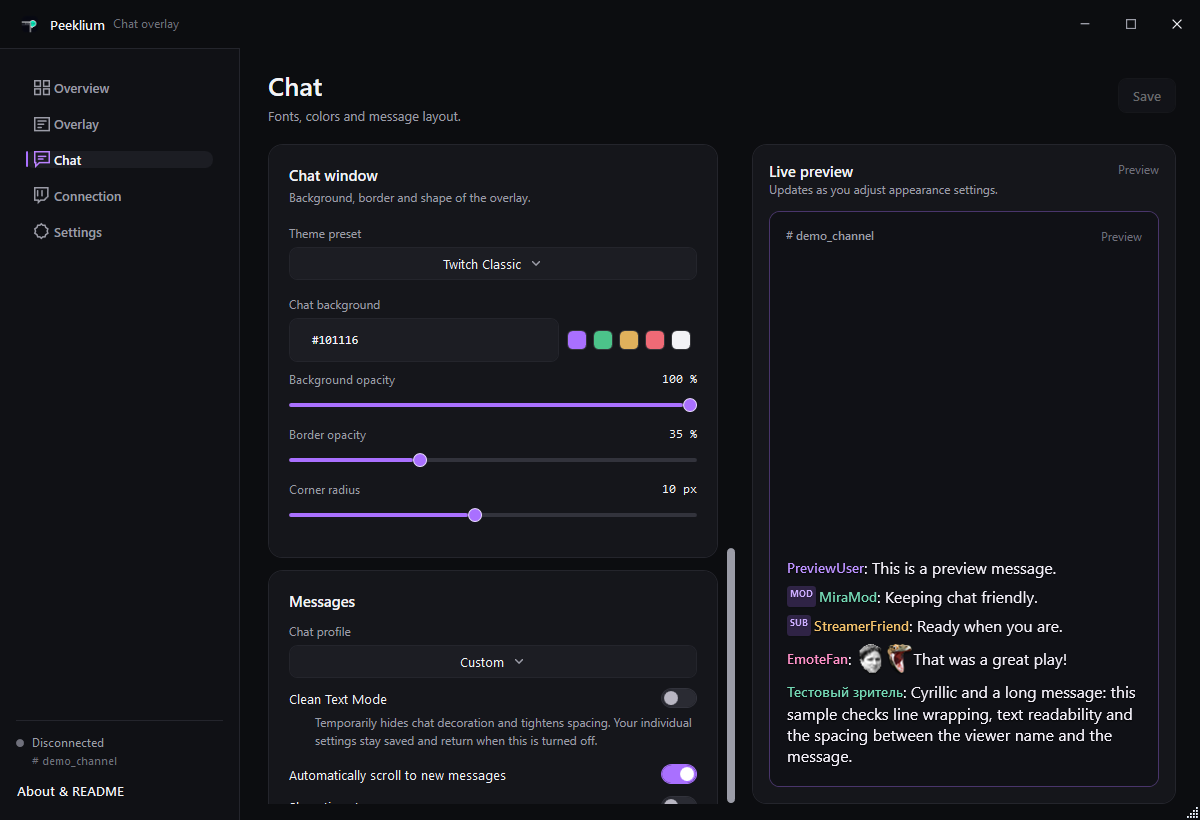 Peeklium Chat overlay
Overview
Overlay
Chat
Connection
Settings
Disconnected
# demo_channel
About & README
Chat
Fonts, colors and message layout.
Save
Chat window
Background, border and shape of the overlay.
Theme preset
Twitch Classic
Chat background
#101116
Background opacity 100 %
Border opacity 35 %
Corner radius 10 px
Messages
Chat profile
Custom
Clean Text Mode
Temporarily hides chat decoration and tightens spacing. Your individual
settings stay saved and return when this is turned off.
Automatically scroll to new messages
Live preview Preview
Updates as you adjust appearance settings.
# demo_channel Preview
PreviewUser: This is a preview message.
MOD MiraMod: Keeping chat friendly.
SUB StreamerFriend: Ready when you are.
EmoteFan: That was a great play!
Тестовый зритель: Cyrillic and a long message: this
sample checks line wrapping, text readability and
the spacing between the viewer name and the
message.